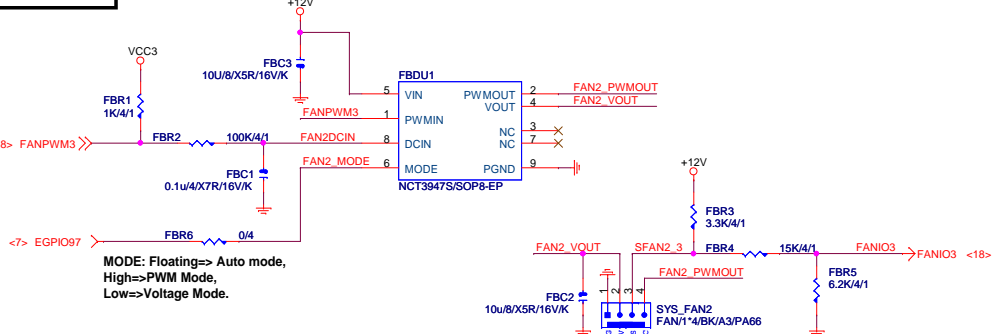 +12V
VCC3
FBC3
10U/8/X5R/16V/K
FBDU1
FBR1
1K/4/1
5
VIN
PWMOUT
2
FAN2_PWMOUT
VOUT
4
FAN2_VOUT
FANPWM3
1
PWMIN
NC
3
8> FANPWM3
FBR2
100K/4/1
FAN2DCIN
8
DCIN
NC
7
FAN2_MODE
6
MODE
PGND
9
FBC1
0.1u/4/X7R/16V/K
NCT3947S/SOP8-EP
+12V
FBR3
3.3K/4/1
<7> EGPIO97
FBR6
0/4
MODE: Floating=> Auto mode,
High=>PWM Mode,
Low=>Voltage Mode.
FAN2_VOUT
SFAN2_3
FBR4
15K/4/1
FANIO3
FANIO3 <18>
FAN2_PWMOUT
FBR5
6.2K/4/1
FBC2
10u/8/X5R/16V/K
1
2
3
4
SYS_FAN2
FAN/1*4/BK/A3/PA66